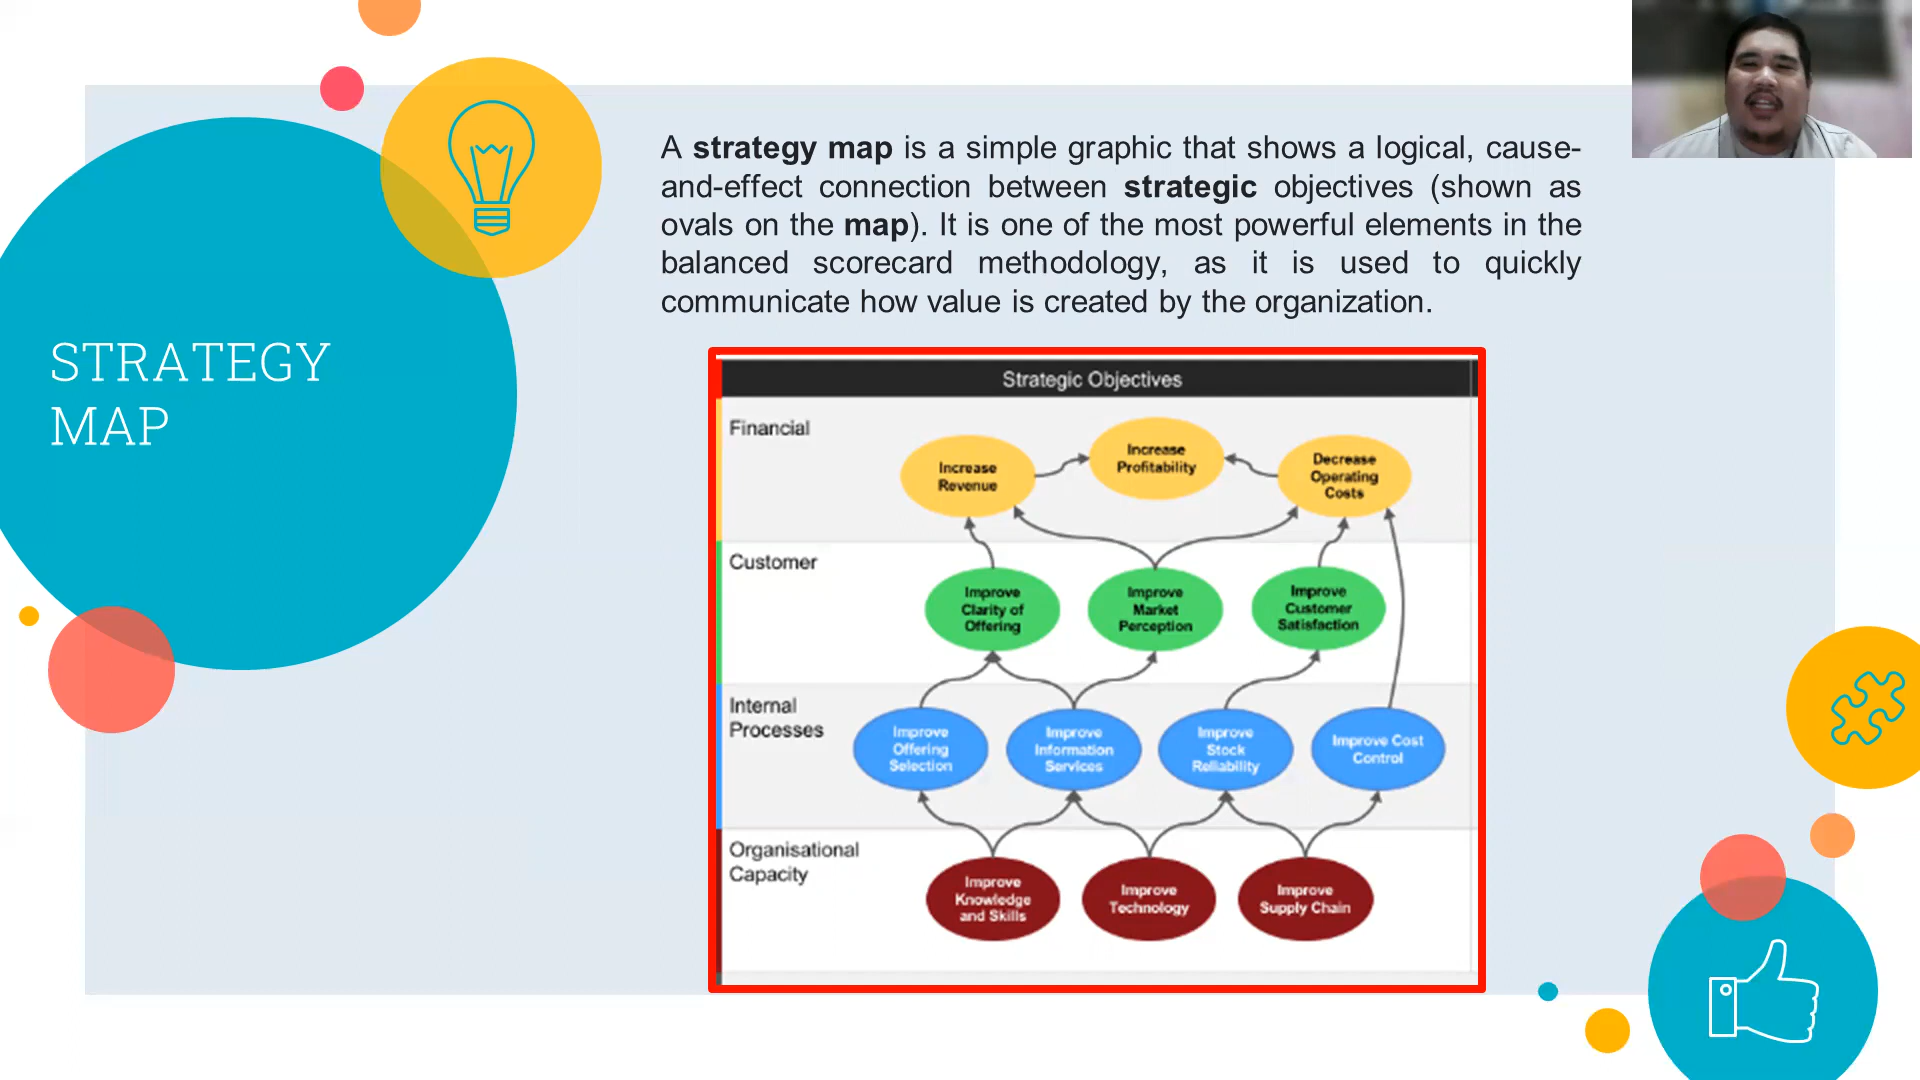 STRATEGY
MAP
A strategy map is a simple graphic that shows a logical, cause-
and-effect connection between strategic objectives (shown as
ovals on the map). It is one of the most powerful elements in the
balanced scorecard methodology, as it is used to quickly
communicate how value is created by the organization.
Strategic Objectives
Financial
Increase
Revenue
Increase
Profitability
Decrease
Operating
Costs
Customer
Improve
Clarity of
Offering
Improve
Market
Perception
Improve
Customer
Satisfaction
Internal
Processes
Improve
Offering
Selection
Improve
Information
Services
Improve
Stock
Reliability
Improve Cost
Control
Organisational
Capacity
Improve
Knowledge
and Skills
Improve
Technology
Improve
Supply Chain